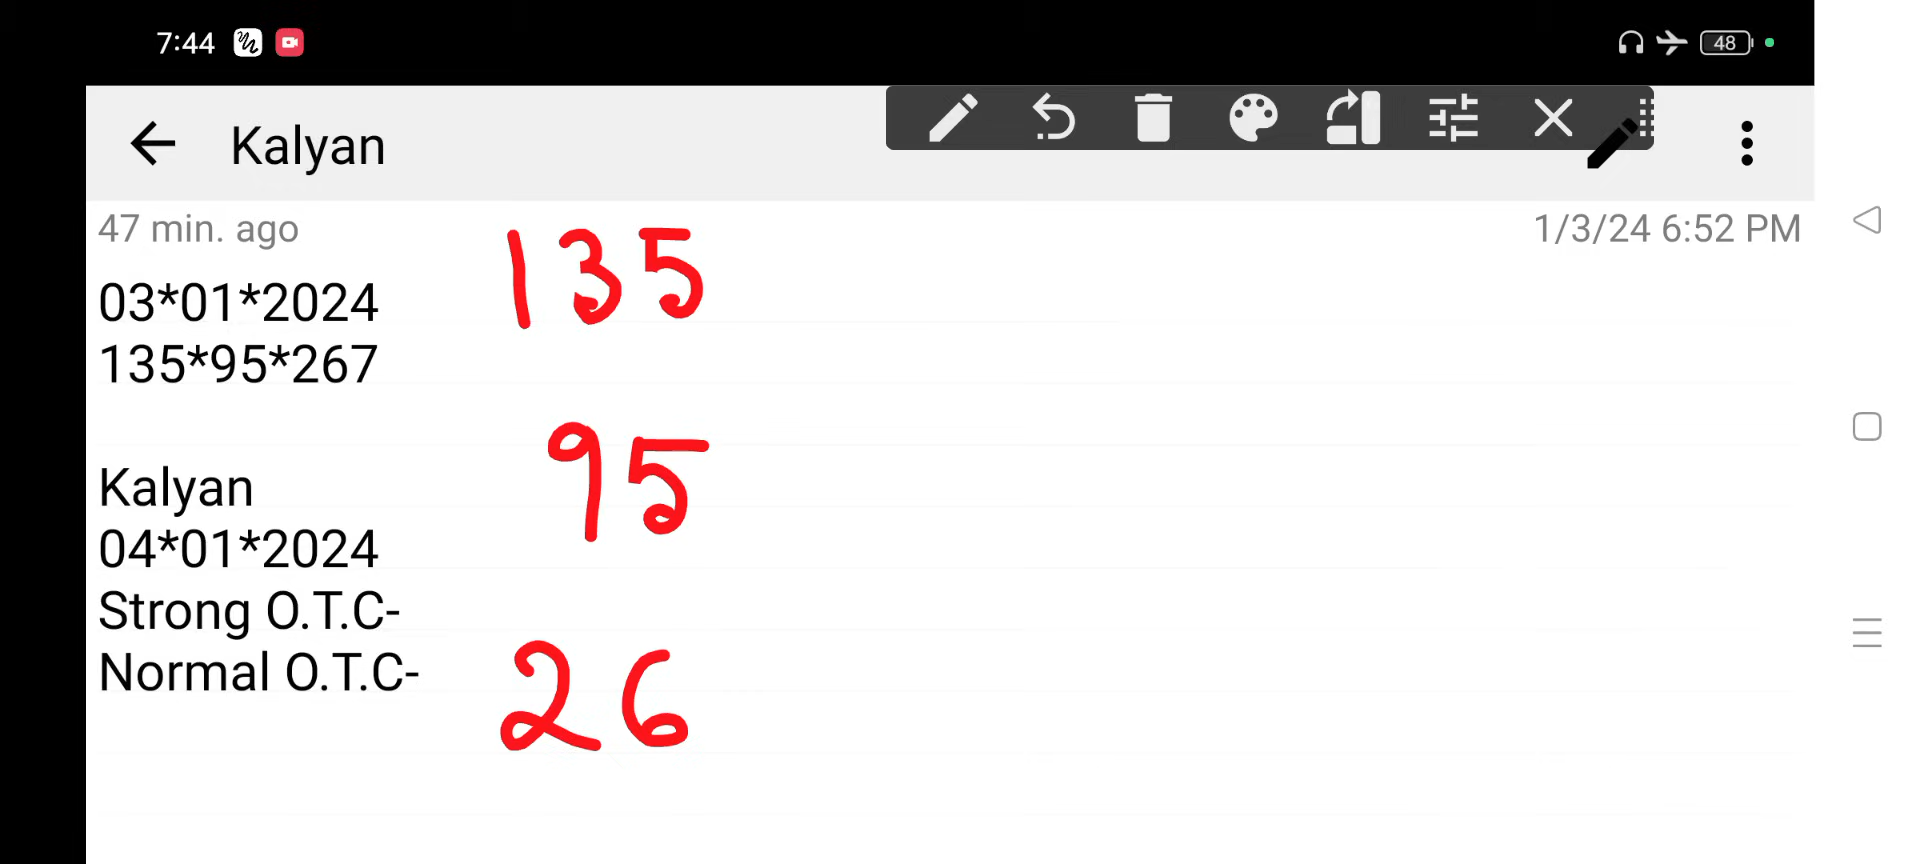 7:44
48
Kalyan
47 min. ago
1/3/24 6:52 PM
03*01*2024
135
135*95*267
95
Kalyan
04*01*2024
Strong O.T.C-
Normal O.T.C-
26